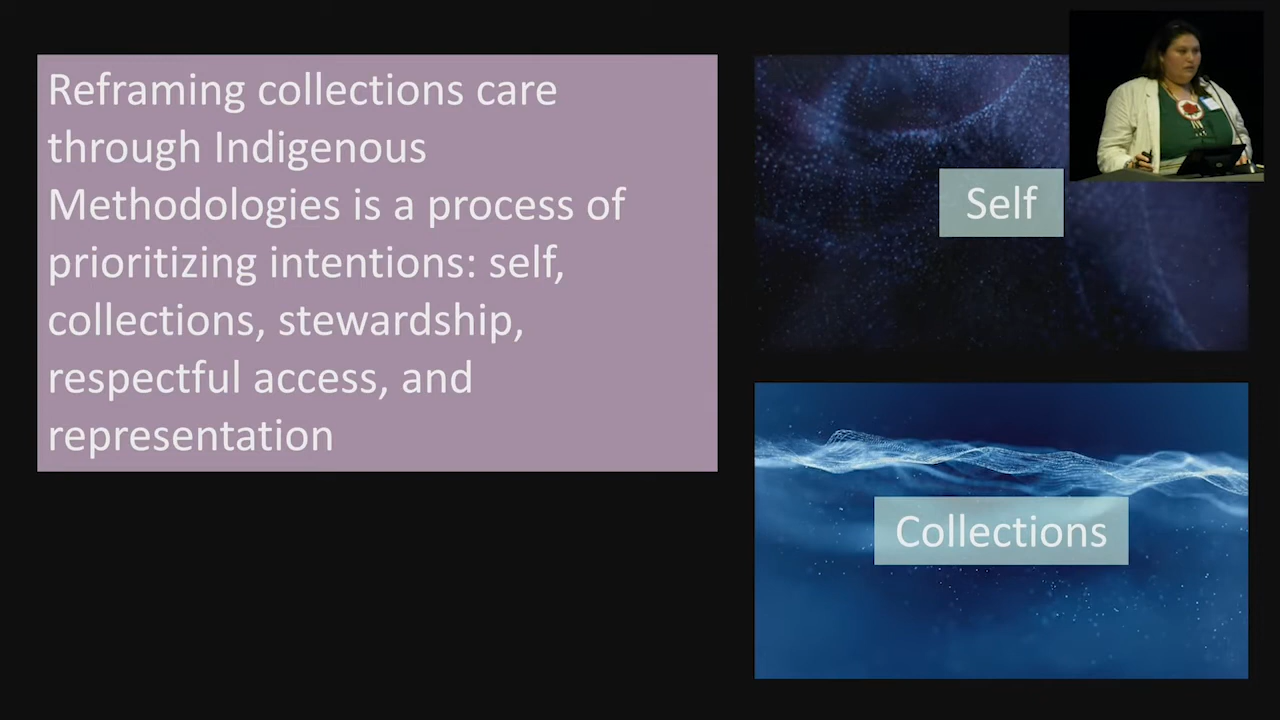 Reframing collections care
through Indigenous
Methodologies is a process of
prioritizing intentions: self,
collections, stewardship,
respectful access, and
representation
Self
Collections